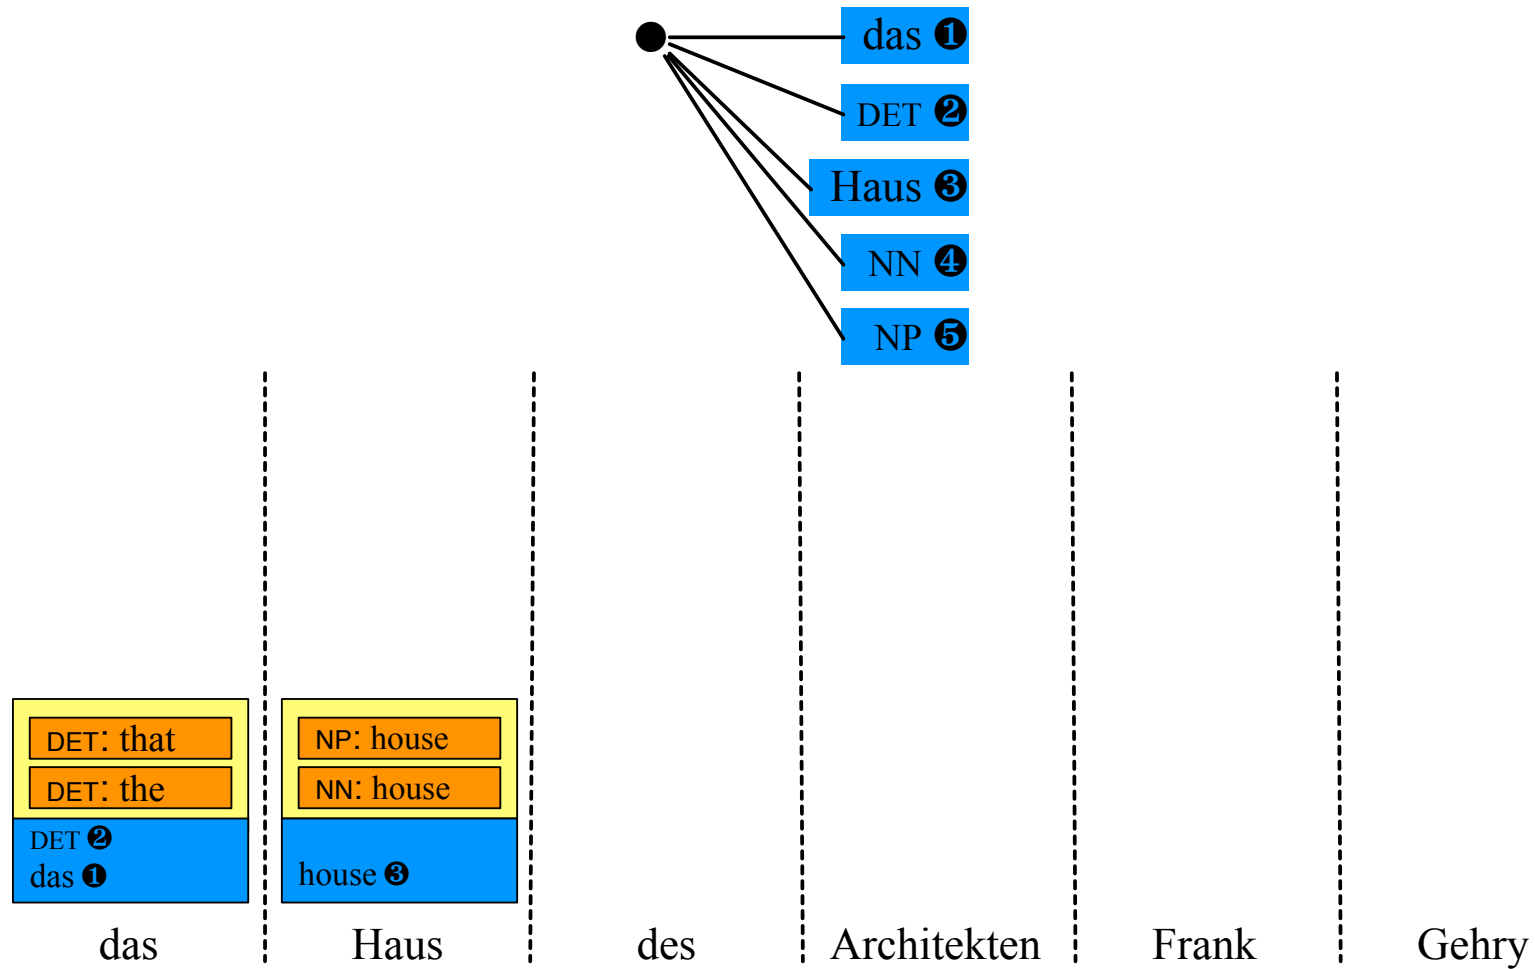 das ❶
DET ❷
Haus ❸
NN ❹
NP ❺
DET: that
DET: the
DET ❷
das ❶
NP: house
NN: house
house ❸
das Haus des Architekten Frank Gehry